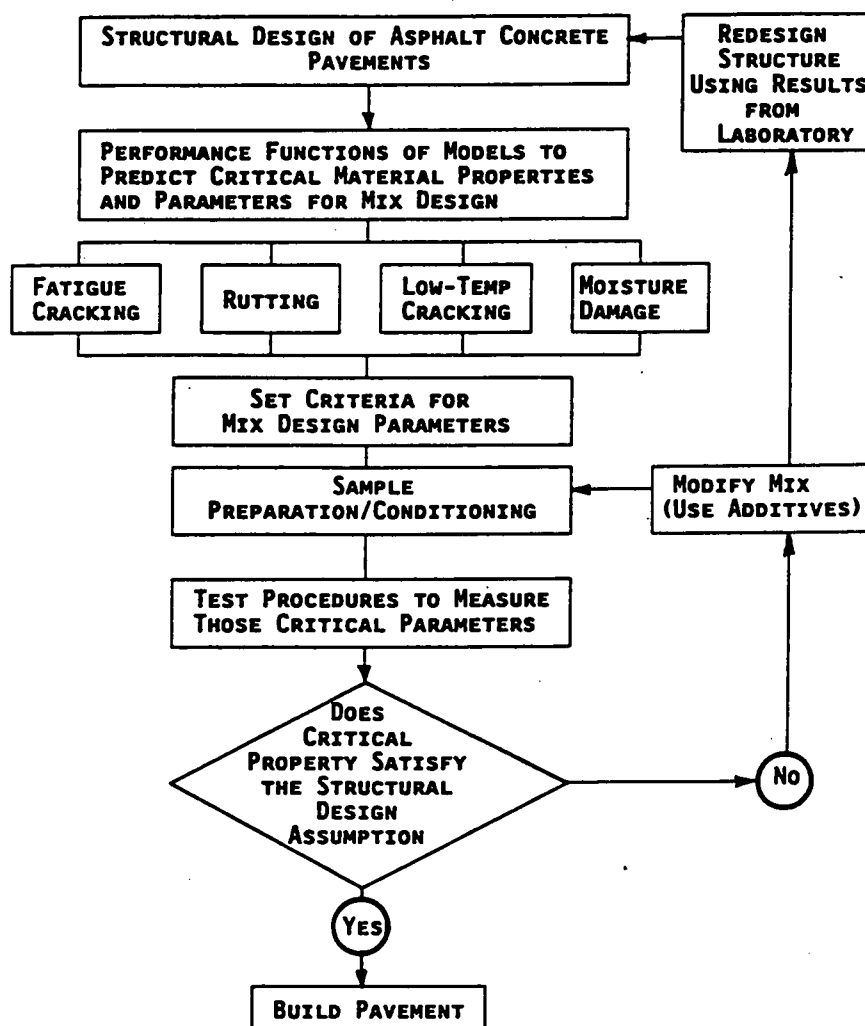 STRUCTURAL DESIGN OF ASPHALT CONCRETE
PAVEMENTS
REDESIGN
STRUCTURE
USING RESULTS
FROM
LABORATORY
PERFORMANCE FUNCTIONS OF MODELS TO
PREDICT CRITICAL MATERIAL PROPERTIES
AND PARAMETERS FOR MIX DESIGN
FATIGUE
CRACKING
RUTTING
LOW-TEMP
CRACKING
MOISTURE
DAMAGE
SET CRITERIA FOR
MIX DESIGN PARAMETERS
SAMPLE
PREPARATION/CONDITIONING
MODIFY MIX
(USE ADDITIVES)
TEST PROCEDURES TO MEASURE
THOSE CRITICAL PARAMETERS
DOES
CRITICAL
PROPERTY SATISFY
THE STRUCTURAL
DESIGN
ASSUMPTION
NO
YES
BUILD PAVEMENT